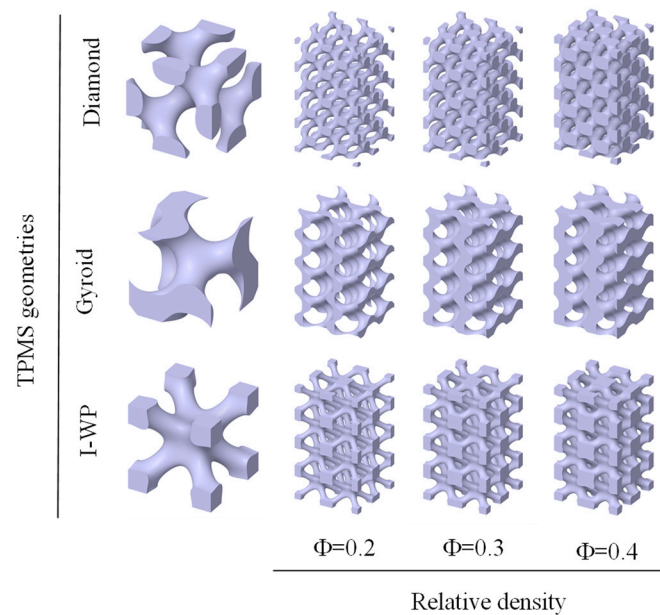 TPMS geometries
Diamond
Gyroid
I-WP
Φ=0.2
Φ=0.3
Φ=0.4
Relative density